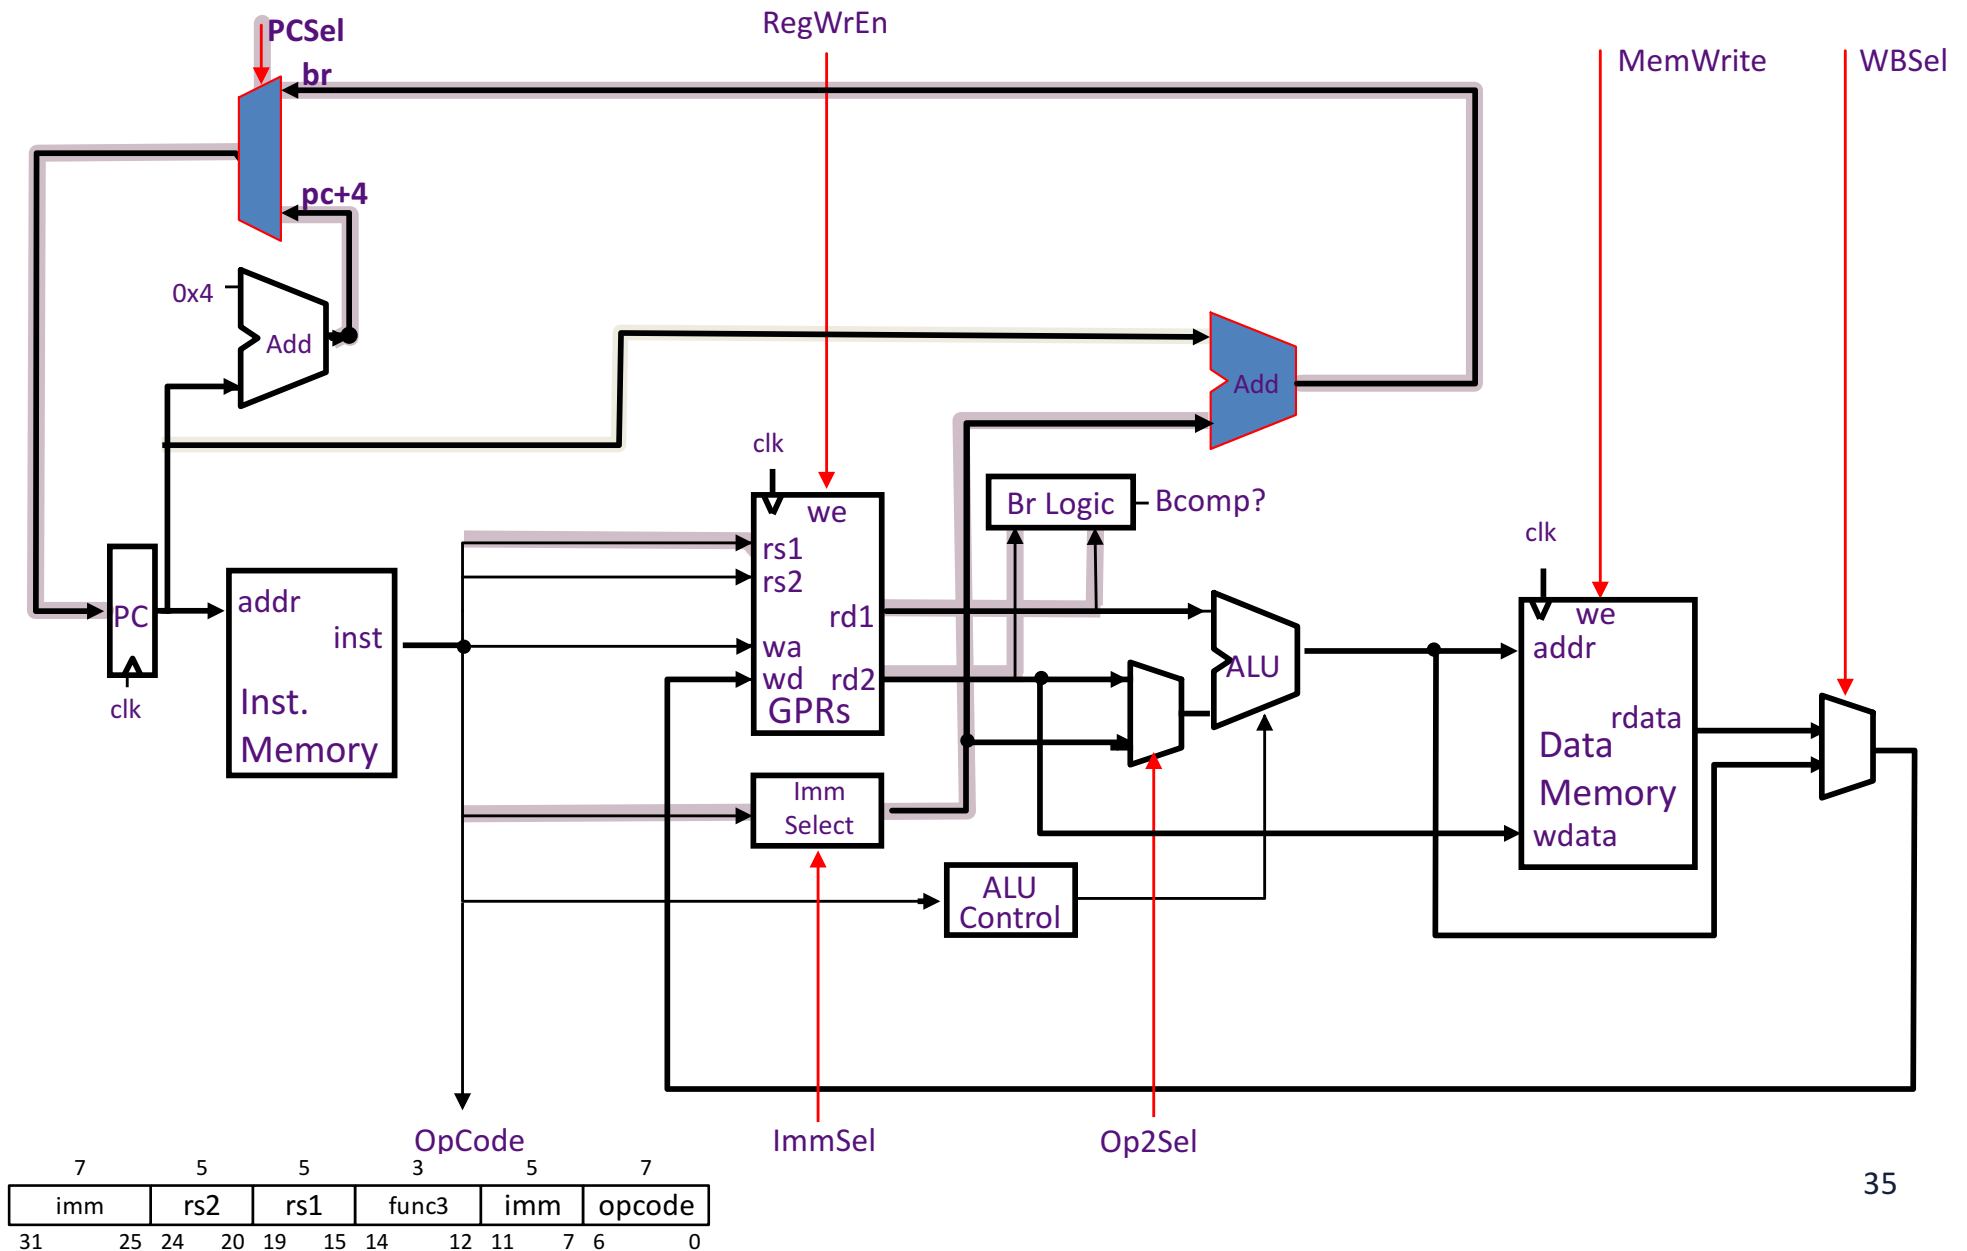 PCSel
RegWrEn
MemWrite
WBSel
br
pc+4
0x4
Add
Add
clk
we
rs1
rs2
rd1
wa
wd
rd2
GPRs
Br Logic
Bcomp?
clk
we
addr
rdata
Data
Memory
wdata
PC
clk
addr
inst
Inst.
Memory
ALU
Imm
Select
ALU
Control
OpCode
ImmSel
Op2Sel
7 5 5 3 5 7
imm rs2 rs1 func3 imm opcode
31 25 24 20 19 15 14 12 11 7 6 0
35